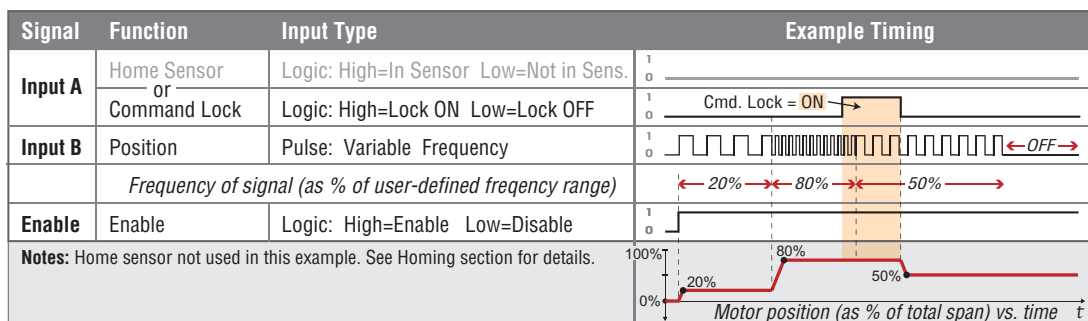 Signal Function Input Type Example Timing
Input A Home Sensor Logic: High=In Sensor Low=Not in Sens. 1 0
or
Command Lock Logic: High=Lock ON Low=Lock OFF 1 0 Cmd. Lock = ON
Input B Position Pulse: Variable Frequency 1 0 OFF
Frequency of signal (as % of user-defined freqency range) 20% 80% 50%
Enable Enable Logic: High=Enable Low=Disable 1 0
Notes: Home sensor not used in this example. See Homing section for details. 100% 80%
20% 50%
0%
Motor position (as % of total span) vs. time t